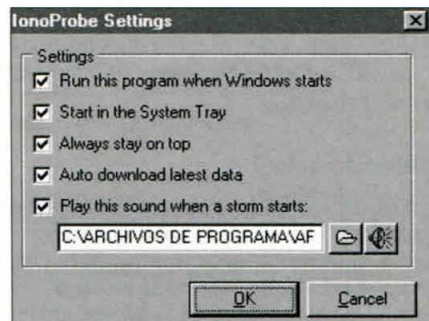 IonoProbe Settings
Settings
Run this program when Windows starts
Start in the System Tray
Always stay on top
Auto download latest data
Play this sound when a storm starts:
C:\ARCHIVOS DE PROGRAMA\AF
OK
Cancel